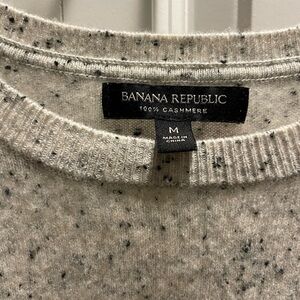 BANANA REPUBLIC
100% CASHMERE
M
MADE IN
CHINA